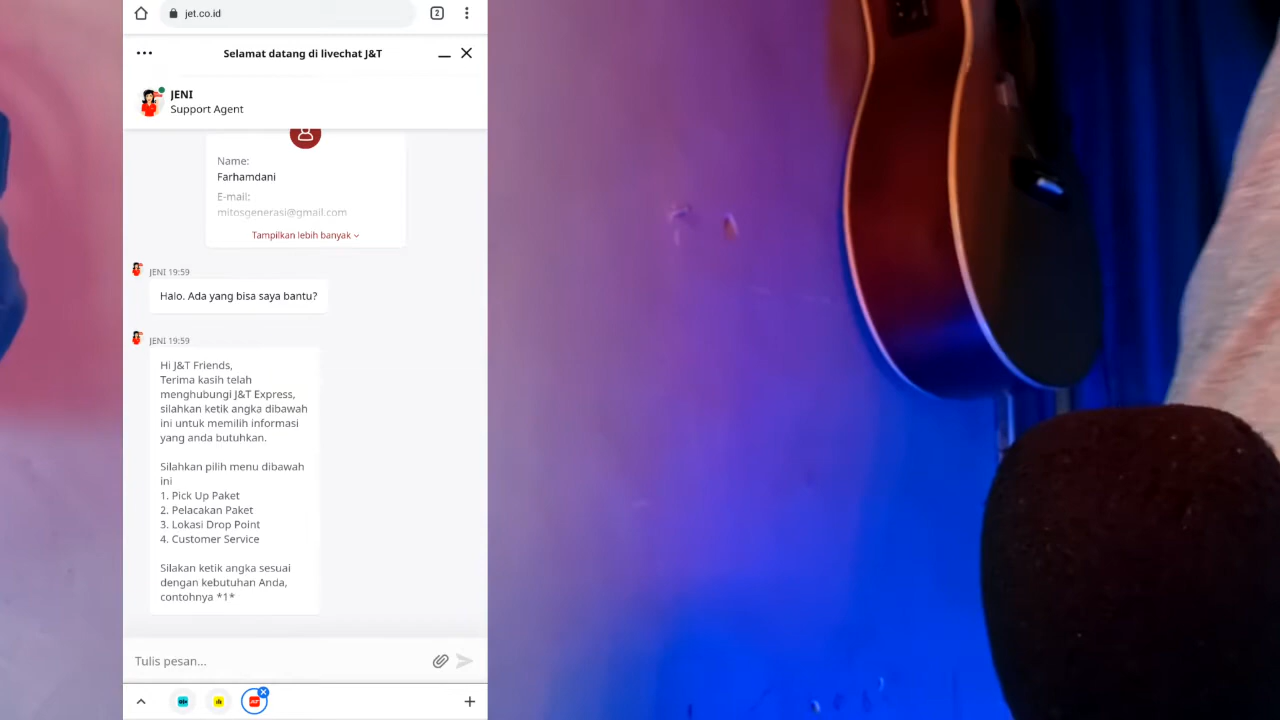 jet.co.id
2
Selamat datang di livechat J&T
JENI
Support Agent
Name:
Farhamdani
E-mail:
mitosgenerasi@gmail.com
Tampilkan lebih banyak
JENI 19:59
Halo. Ada yang bisa saya bantu?
JENI 19:59
Hi J&T Friends,
Terima kasih telah
menghubungi J&T Express,
silahkan ketik angka dibawah
ini untuk memilih informasi
yang anda butuhkan.
Silahkan pilih menu dibawah
ini
1. Pick Up Paket
2. Pelacakan Paket
3. Lokasi Drop Point
4. Customer Service
Silakan ketik angka sesuai
dengan kebutuhan Anda,
contohnya *1*
Tulis pesan...